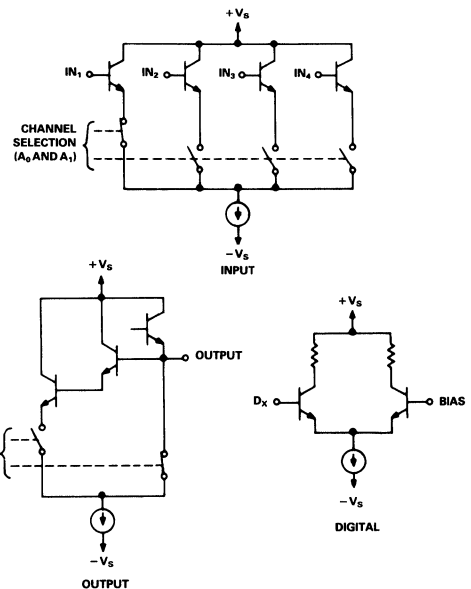 +VS
IN1 IN2 IN3 IN4
CHANNEL
SELECTION
(A0 AND A1)
−VS
INPUT
+VS
OUTPUT
−VS
OUTPUT
+VS
DX BIAS
−VS
DIGITAL